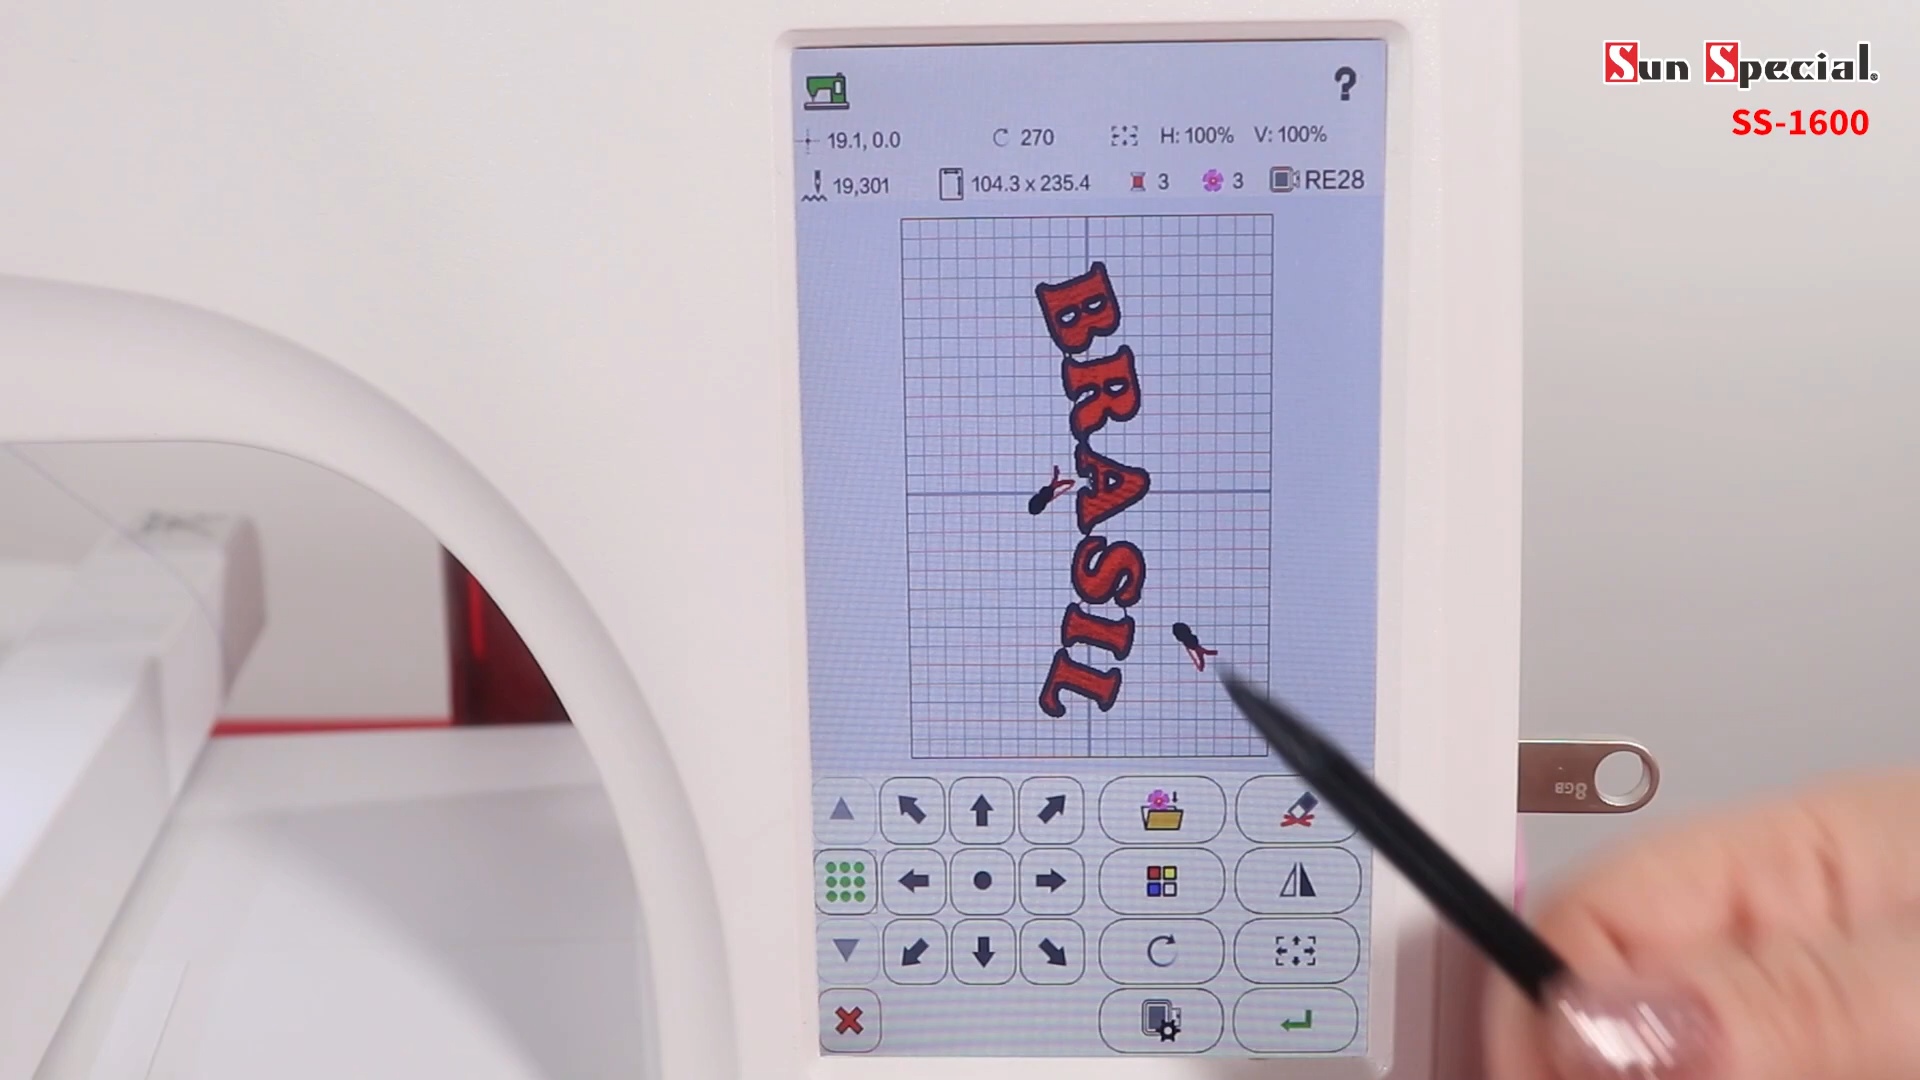 Sun Special®
SS-1600
?
19.1, 0.0 270 H: 100% V: 100%
19,301 104.3 x 235.4 3 3 RE28
BRASIL
8GB